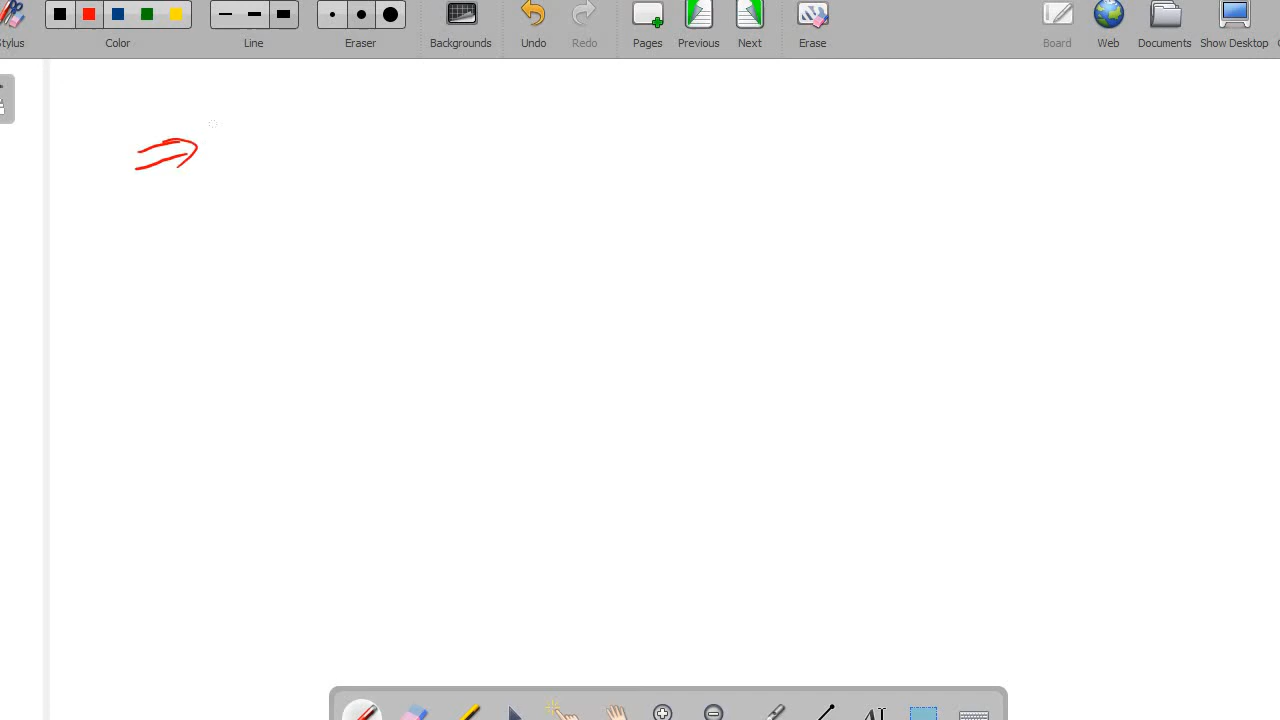 Stylus Color Line Eraser Backgrounds Undo Redo Pages Previous Next Erase Board Web Documents Show Desktop
⇒